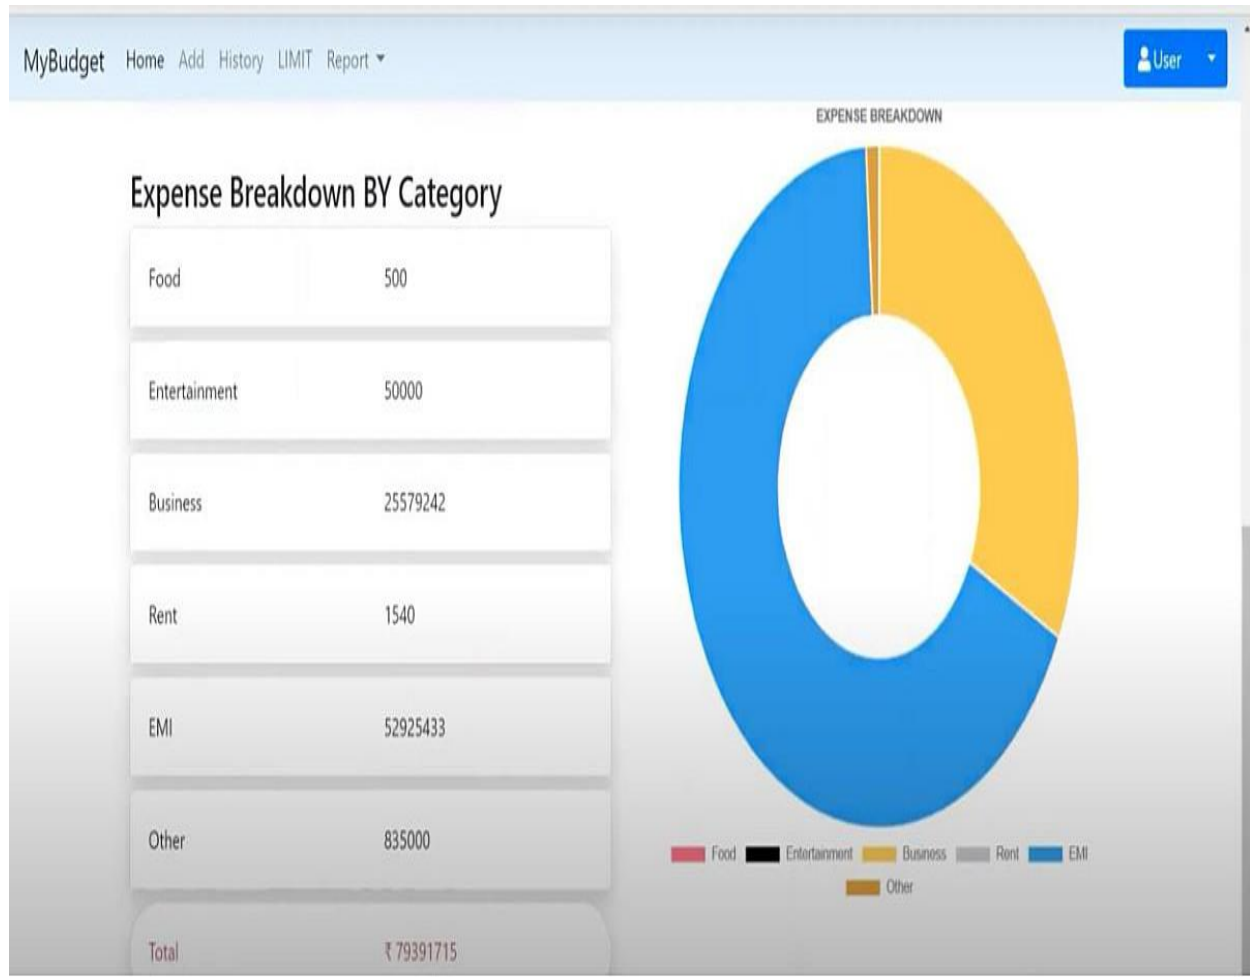 MyBudget Home Add History LIMIT Report
User
Expense Breakdown BY Category
Food 500
Entertainment 50000
Business 25579242
Rent 1540
EMI 52925433
Other 835000
Total ₹ 79391715
EXPENSE BREAKDOWN
Food Entertainment Business Rent EMI
Other